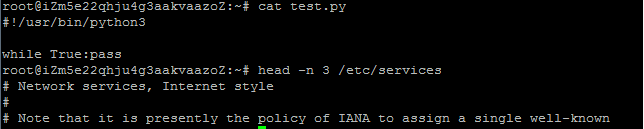 root@iZm5e22qhju4g3aakvaazoZ:~# cat test.py
#!/usr/bin/python3

while True:pass
root@iZm5e22qhju4g3aakvaazoZ:~# head -n 3 /etc/services
# Network services, Internet style
#
# Note that it is presently the policy of IANA to assign a single well-known